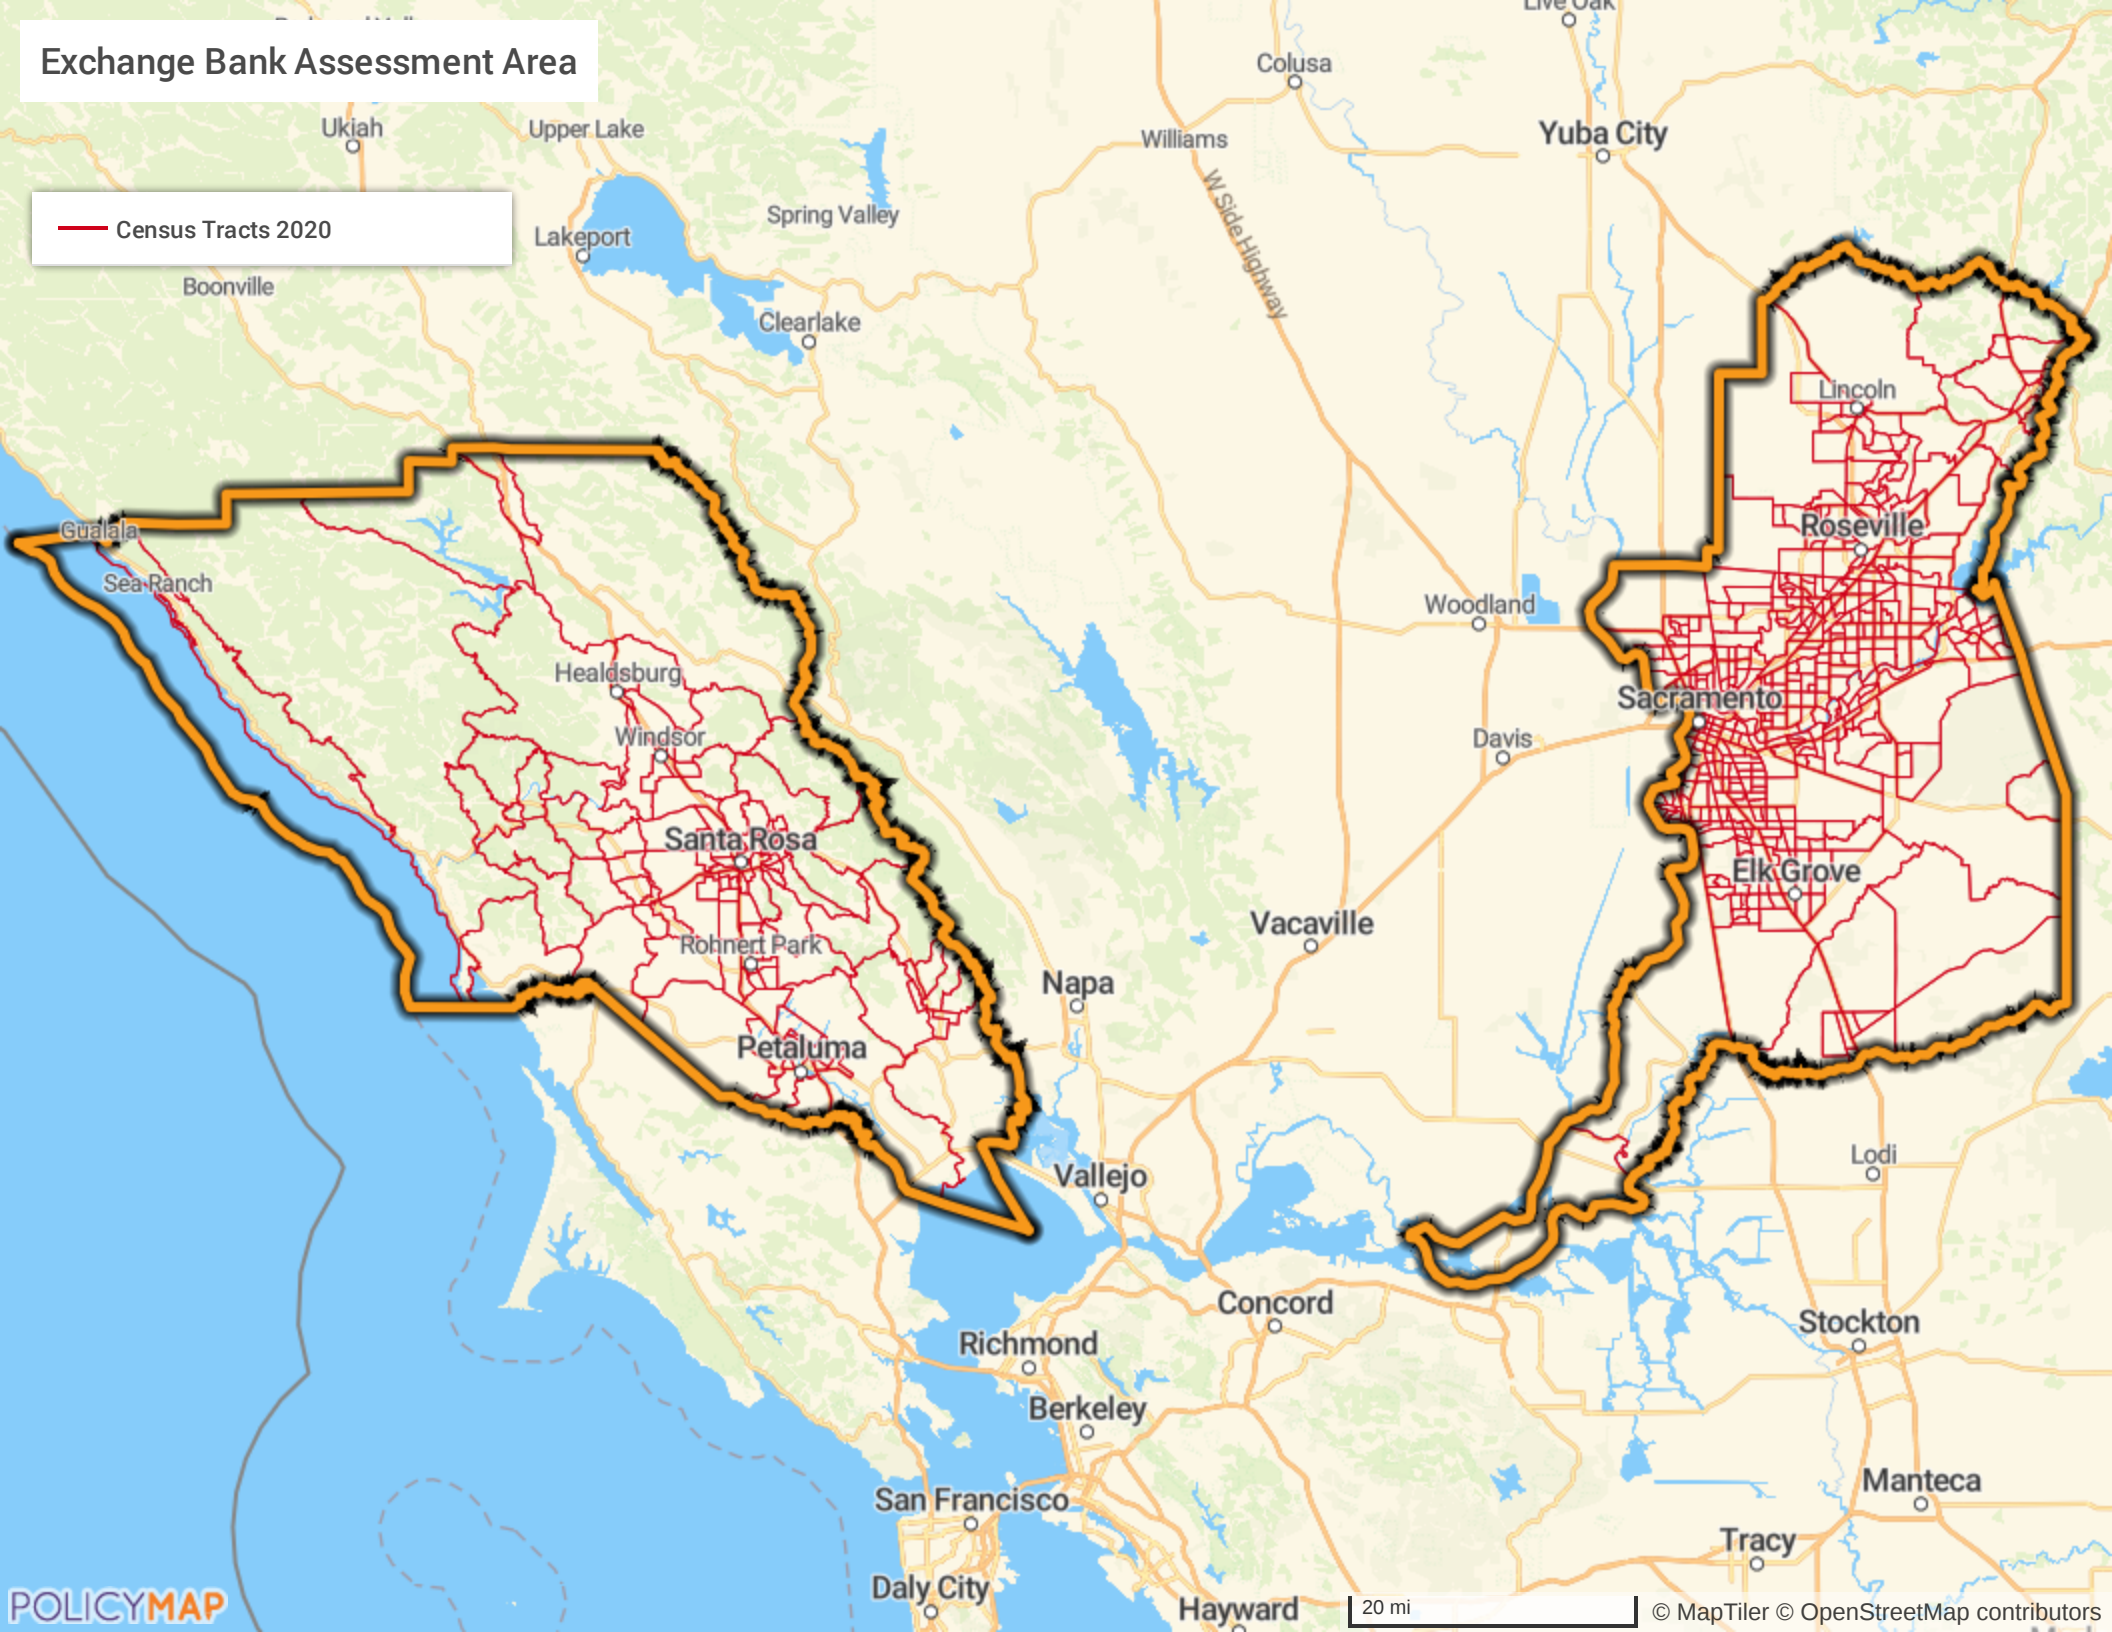 Live Oak
Exchange Bank Assessment Area
Colusa
Ukiah
Upper Lake
Williams
Yuba City
W Side Highway
Census Tracts 2020
Spring Valley
Lakeport
Boonville
Clearlake
Lincoln
Gualala
Roseville
Sea Ranch
Woodland
Healdsburg
Sacramento
Windsor
Davis
Santa Rosa
Elk Grove
Vacaville
Rohnert Park
Napa
Petaluma
Lodi
Vallejo
Concord
Stockton
Richmond
Berkeley
Manteca
San Francisco
Tracy
Daly City
POLICYMAP
Hayward
20 mi
© MapTiler © OpenStreetMap contributors